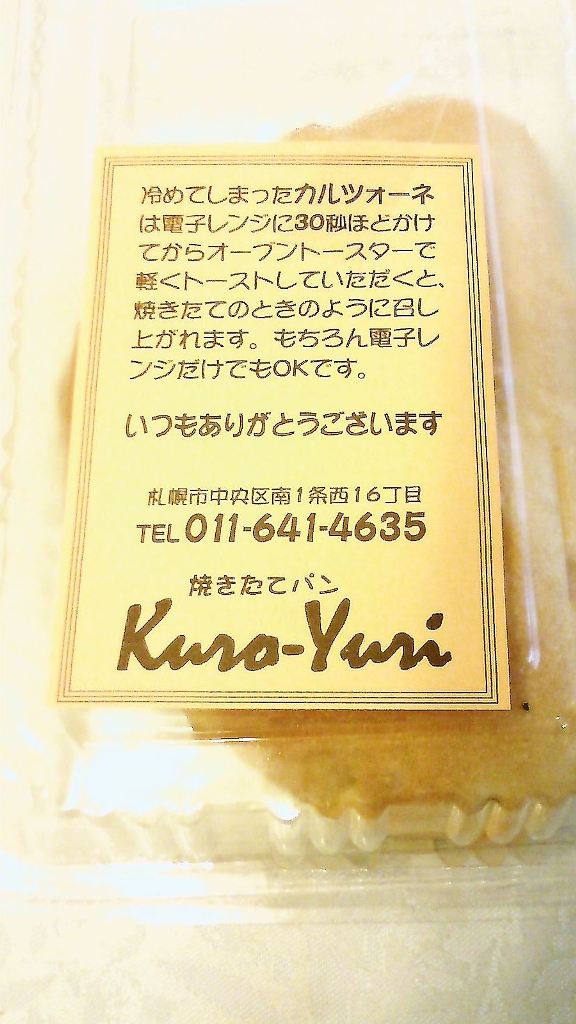 冷めてしまったカルツォーネ
は電子レンジに30秒ほどかけ
てからオーブントースターで
軽くトーストしていただくと、
焼きたてのときのように召し
上がれます。もちろん電子レ
ンジだけでもOKです。
いつもありがとうございます
札幌市中央区南1条西16丁目
TEL 011-641-4635
焼きたてパン
Kuro-Yuri